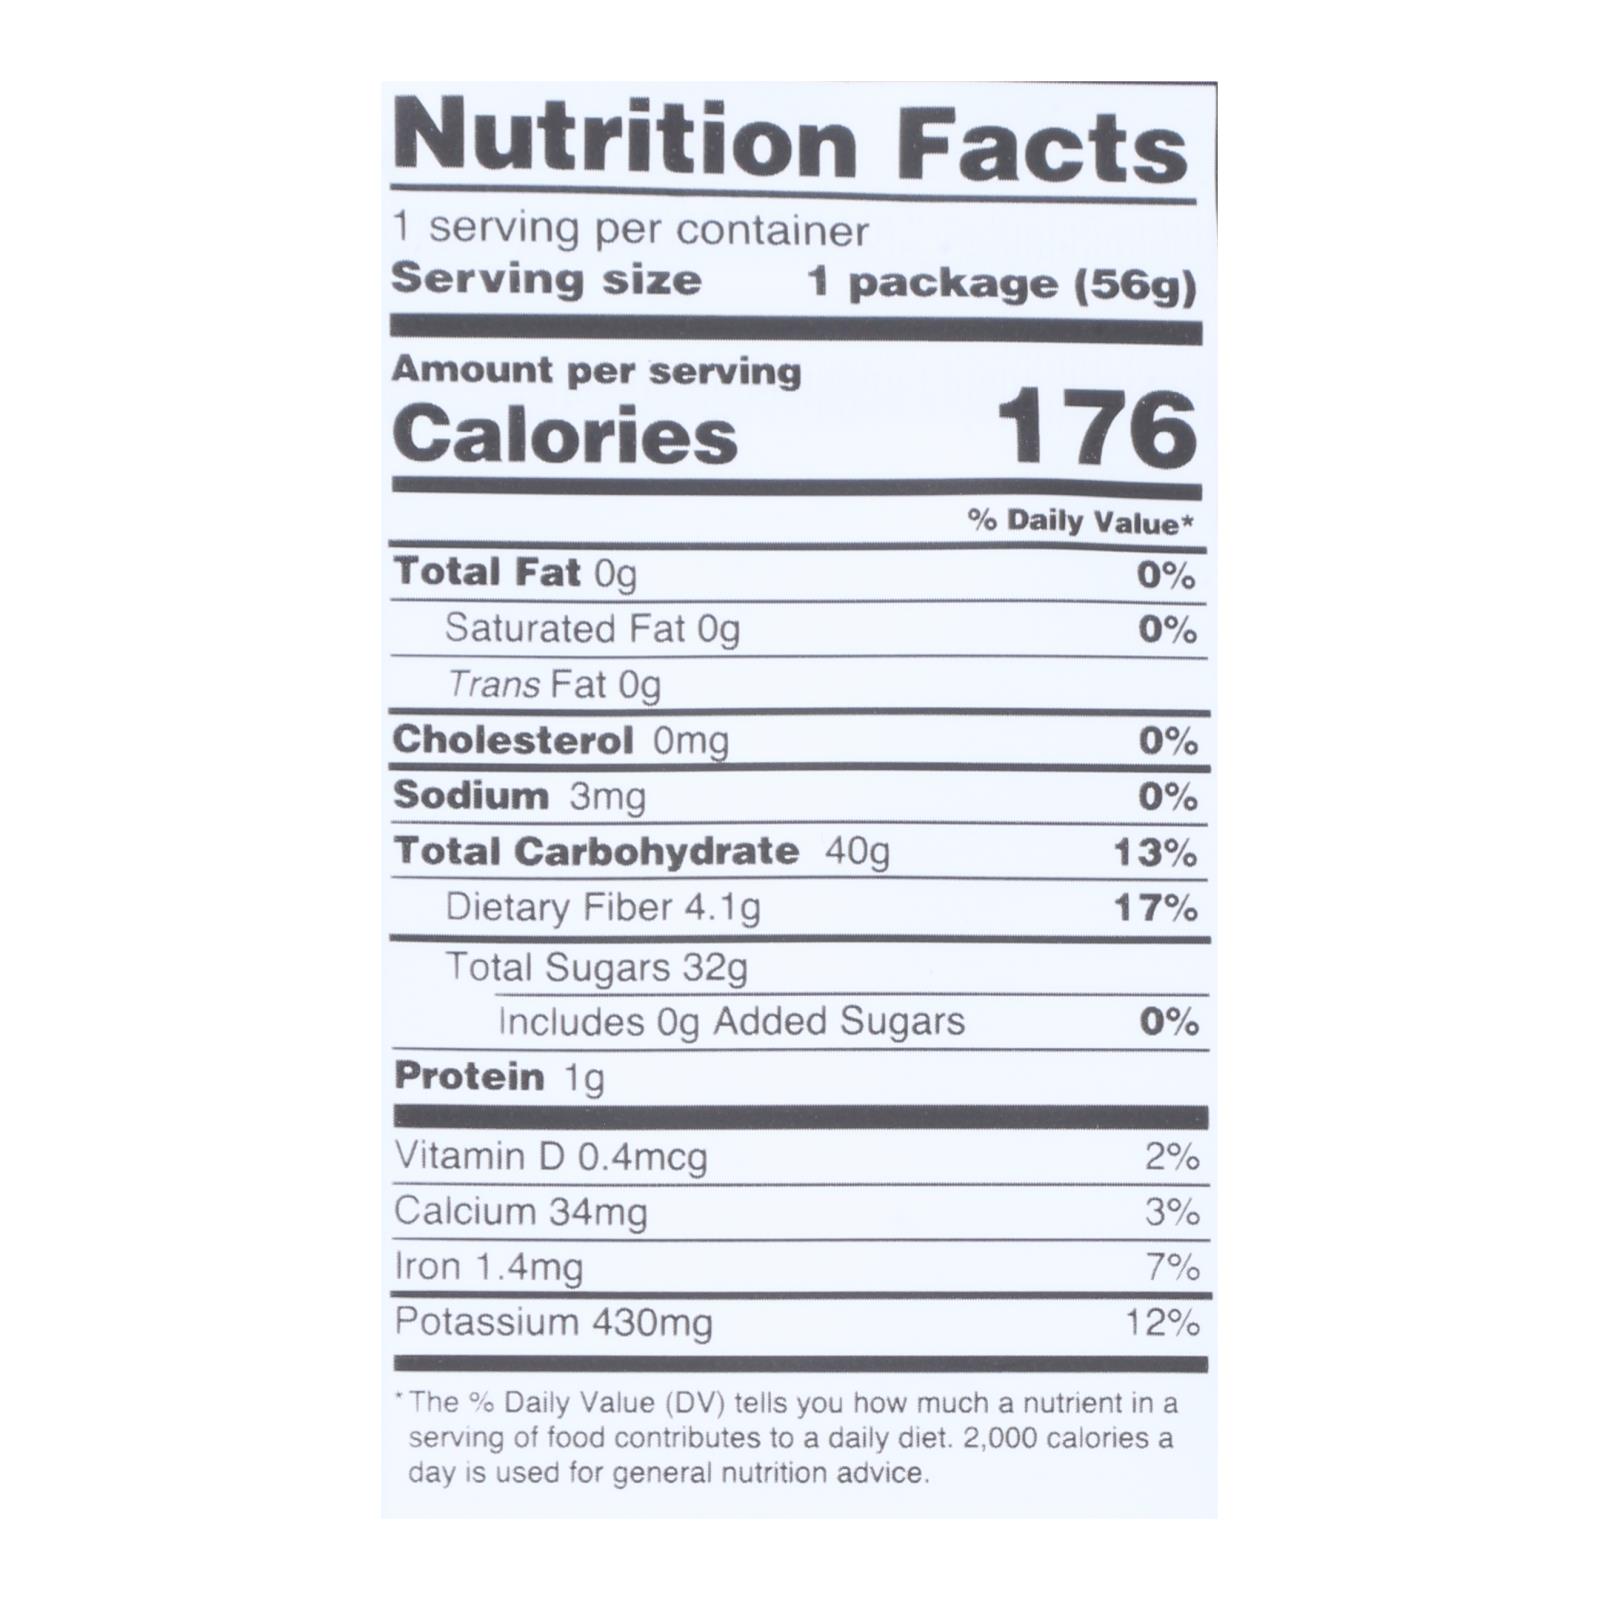 Nutrition Facts
1 serving per container
Serving size 1 package (56g)
Amount per serving
Calories 176
% Daily Value*
Total Fat 0g 0%
Saturated Fat 0g 0%
Trans Fat 0g
Cholesterol 0mg 0%
Sodium 3mg 0%
Total Carbohydrate 40g 13%
Dietary Fiber 4.1g 17%
Total Sugars 32g
Includes 0g Added Sugars 0%
Protein 1g
Vitamin D 0.4mcg 2%
Calcium 34mg 3%
Iron 1.4mg 7%
Potassium 430mg 12%
* The % Daily Value (DV) tells you how much a nutrient in a
serving of food contributes to a daily diet. 2,000 calories a
day is used for general nutrition advice.